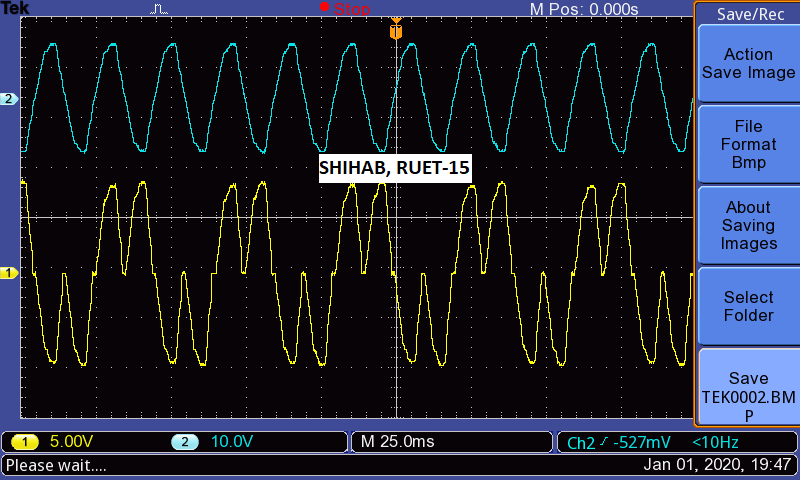 Tek
Stop
M Pos: 0.000s
Save/Rec
T
Action
Save Image
File
Format
Bmp
About
Saving
Images
Select
Folder
Save
TEK0002.BM
P
2
SHIHAB, RUET-15
1
1 5.00V
2 10.0V
M 25.0ms
Ch2 -527mV <10Hz
Please wait....
Jan 01, 2020, 19:47